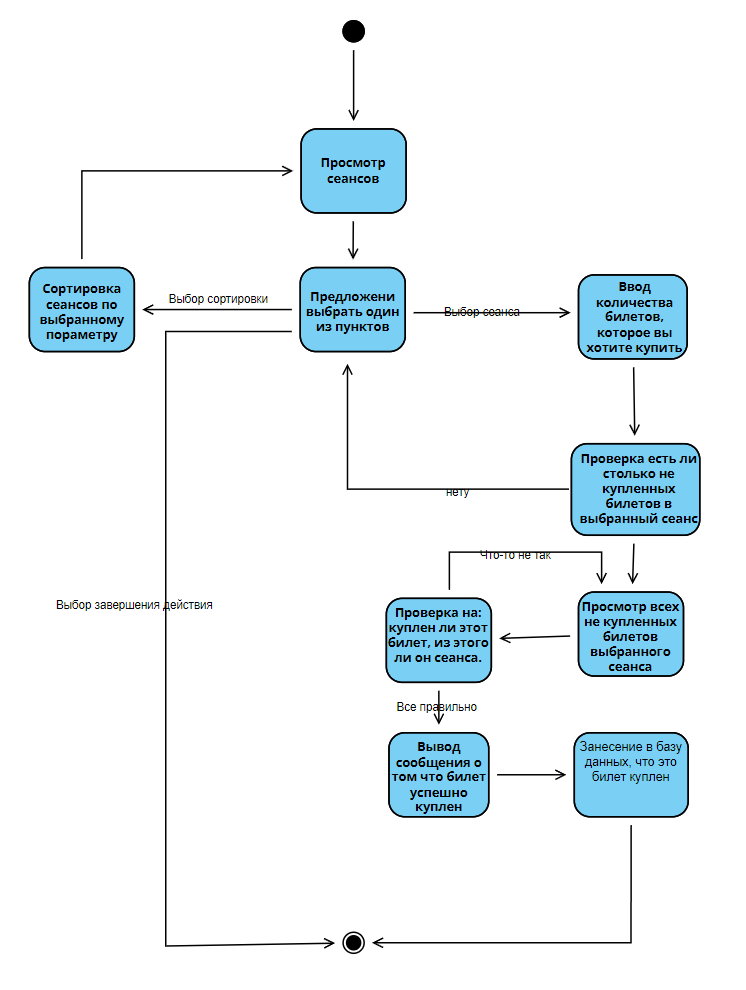 Просмотр
сеансов
Сортировка
сеансов по
выбранному
пораметру
Выбор сортировки
Предложени
выбрать один
из пунктов
Выбор сеанса
Ввод
количества
билетов,
которое вы
хотите купить
Проверка есть ли
столько не
купленных
билетов в
выбранный сеанс
нету
Что-то не так
Выбор завершения действия
Проверка на:
куплен ли этот
билет, из этого
ли он сеанса.
Просмотр всех
не купленных
билетов
выбранного
сеанса
Все правильно
Вывод
сообщения о
том что билет
успешно
куплен
Занесение в базу
данных, что это
билет куплен